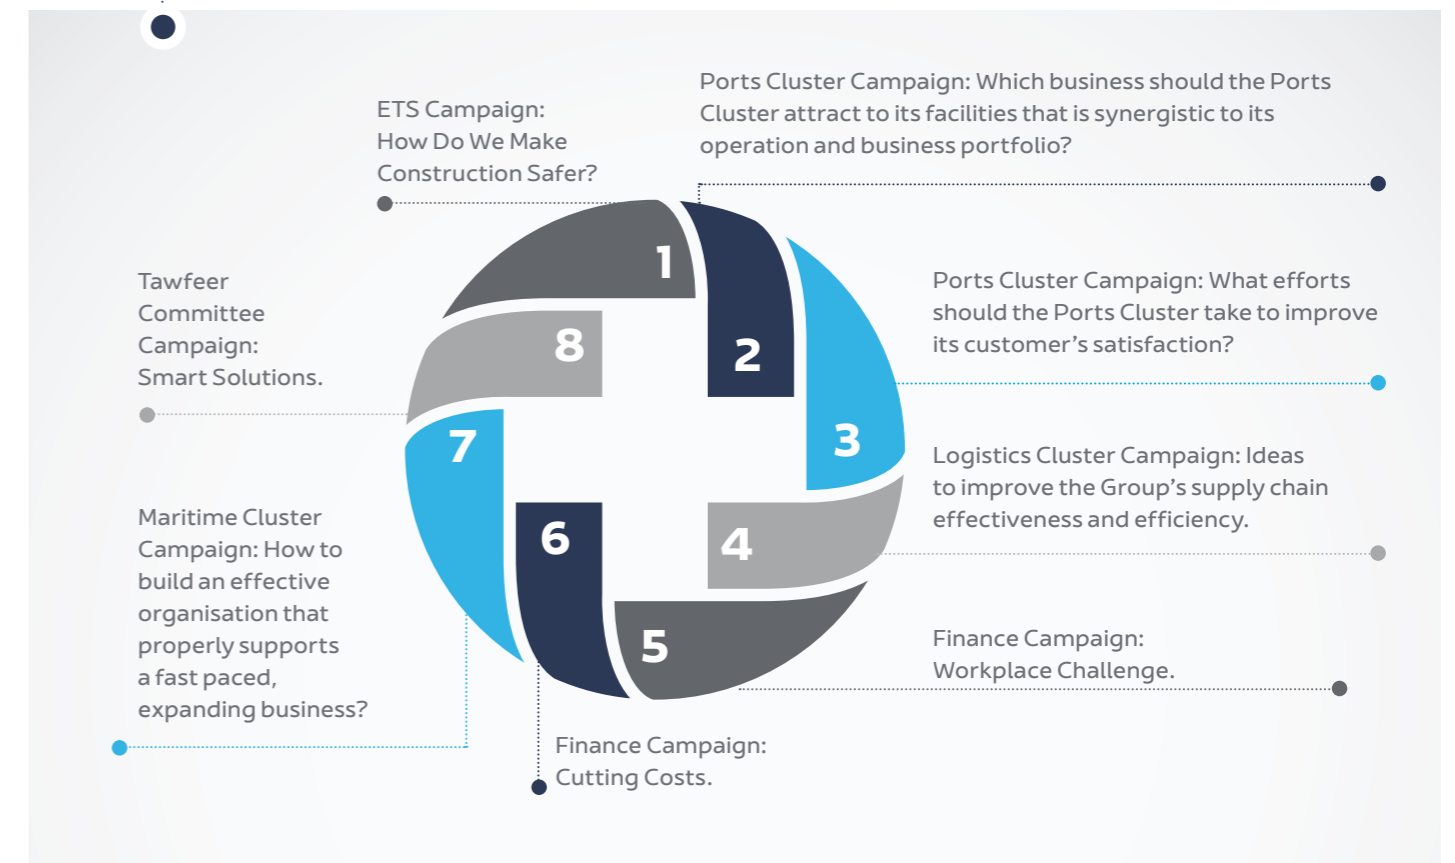 ETS Campaign:
How Do We Make
Construction Safer?
Ports Cluster Campaign: Which business should the Ports
Cluster attract to its facilities that is synergistic to its
operation and business portfolio?
Ports Cluster Campaign: What efforts
should the Ports Cluster take to improve
its customer's satisfaction?
Logistics Cluster Campaign: Ideas
to improve the Group's supply chain
effectiveness and efficiency.
Finance Campaign:
Workplace Challenge.
Finance Campaign:
Cutting Costs.
Maritime Cluster
Campaign: How to
build an effective
organisation that
properly supports
a fast paced,
expanding business?
Tawfeer
Committee
Campaign:
Smart Solutions.
1
2
3
4
5
6
7
8